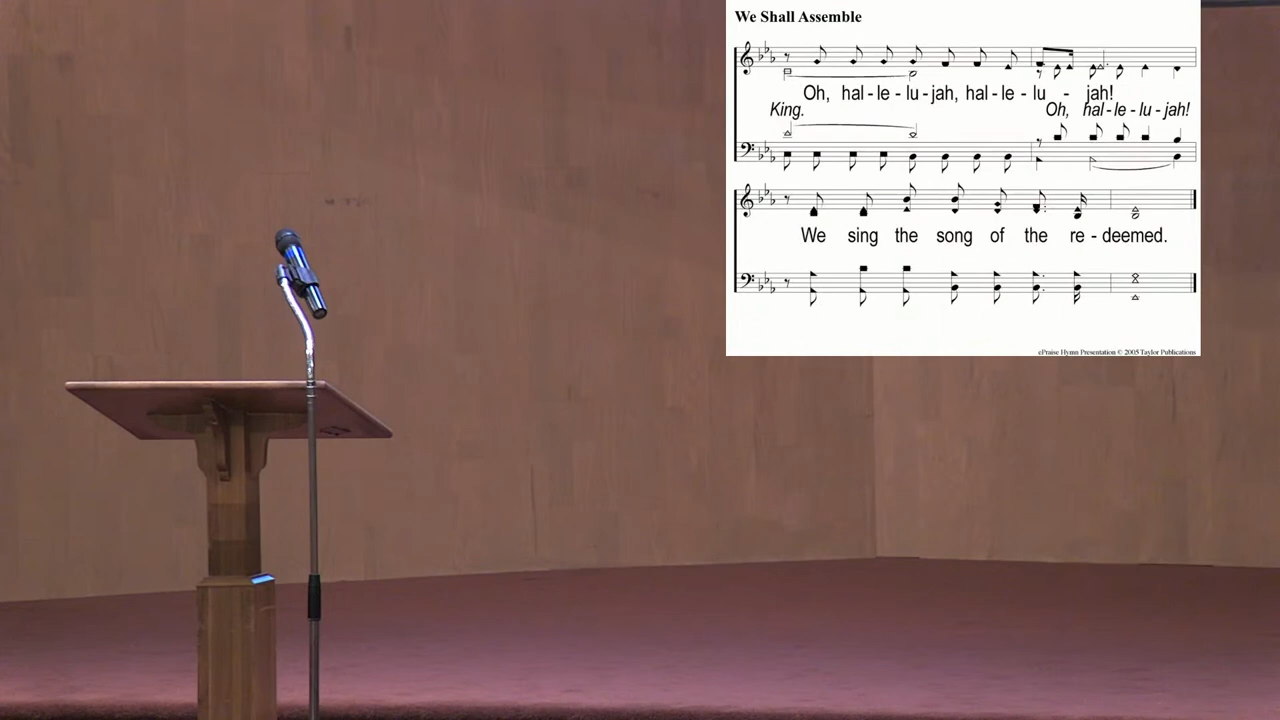 We Shall Assemble
Oh, hal - le - lu - jah, hal - le - lu - jah!
King. Oh, hal - le - lu - jah!
We sing the song of the re - deemed.
ePraise Hymn Presentation © 2005 Taylor Publications